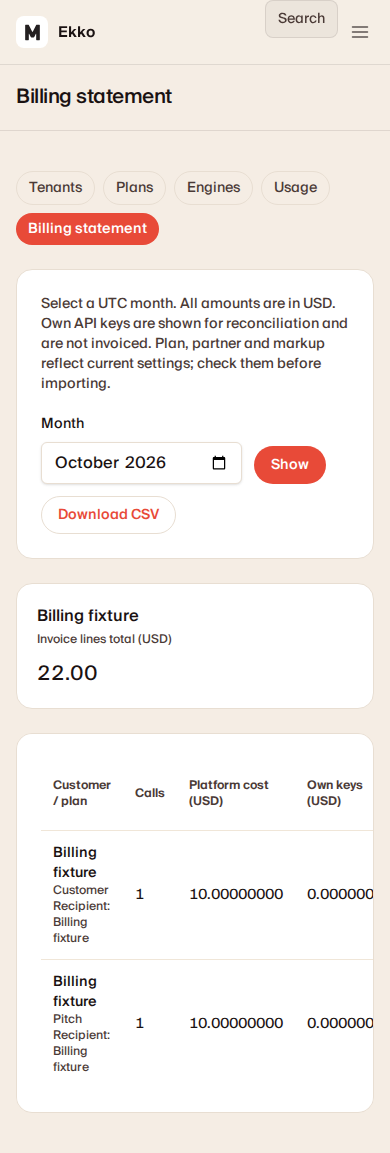 M Ekko
Search
Billing statement
Tenants
Plans
Engines
Usage
Billing statement
Select a UTC month. All amounts are in USD.
Own API keys are shown for reconciliation and
are not invoiced. Plan, partner and markup
reflect current settings; check them before
importing.
Month
October 2026
Show
Download CSV
Billing fixture
Invoice lines total (USD)
22.00
Customer
/ plan
Calls
Platform cost
(USD)
Own keys
(USD)
Billing
fixture
Customer
Recipient:
Billing
fixture
1
10.00000000
0.000000
Billing
fixture
Pitch
Recipient:
Billing
fixture
1
10.00000000
0.000000